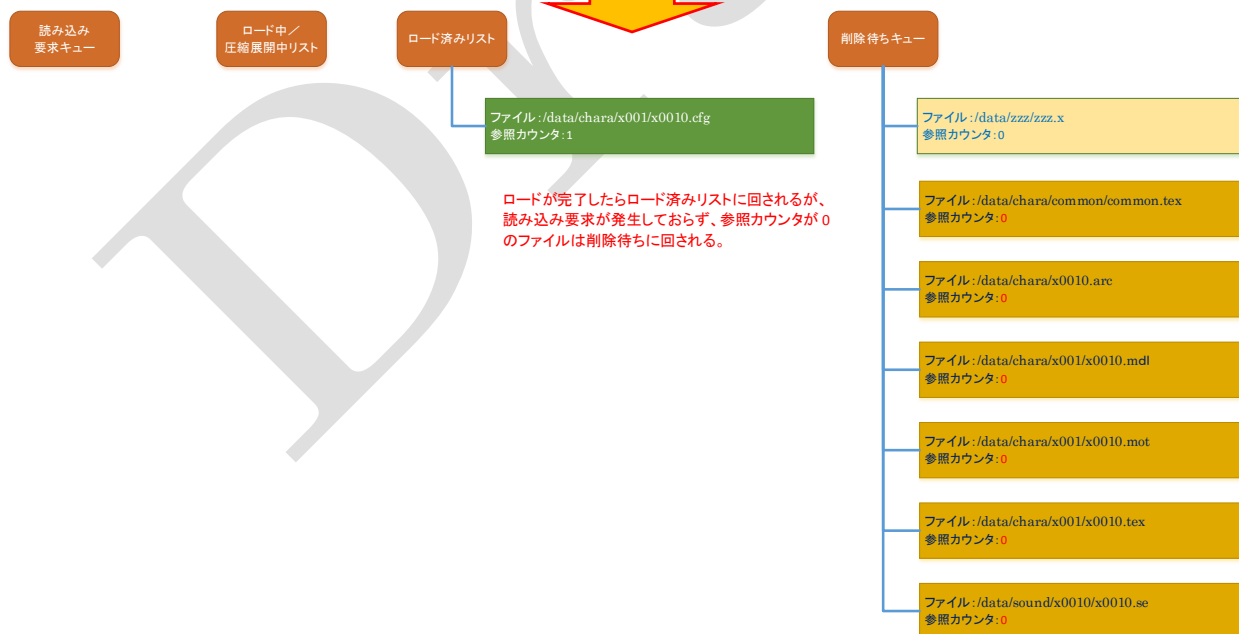 読み込み
要求キュー
ロード中／
圧縮展開中リスト
ロード済みリスト
削除待ちキュー
ファイル:/data/chara/x001/x0010.cfg
参照カウンタ:1
ロードが完了したらロード済みリストに回されるが、
読み込み要求が発生しておらず、参照カウンタが 0
のファイルは削除待ちに回される。
ファイル:/data/zzz/zzz.x
参照カウンタ:0
ファイル:/data/chara/common/common.tex
参照カウンタ:0
ファイル:/data/chara/x0010.arc
参照カウンタ:0
ファイル:/data/chara/x001/x0010.mdl
参照カウンタ:0
ファイル:/data/chara/x001/x0010.mot
参照カウンタ:0
ファイル:/data/chara/x001/x0010.tex
参照カウンタ:0
ファイル:/data/sound/x0010/x0010.se
参照カウンタ:0